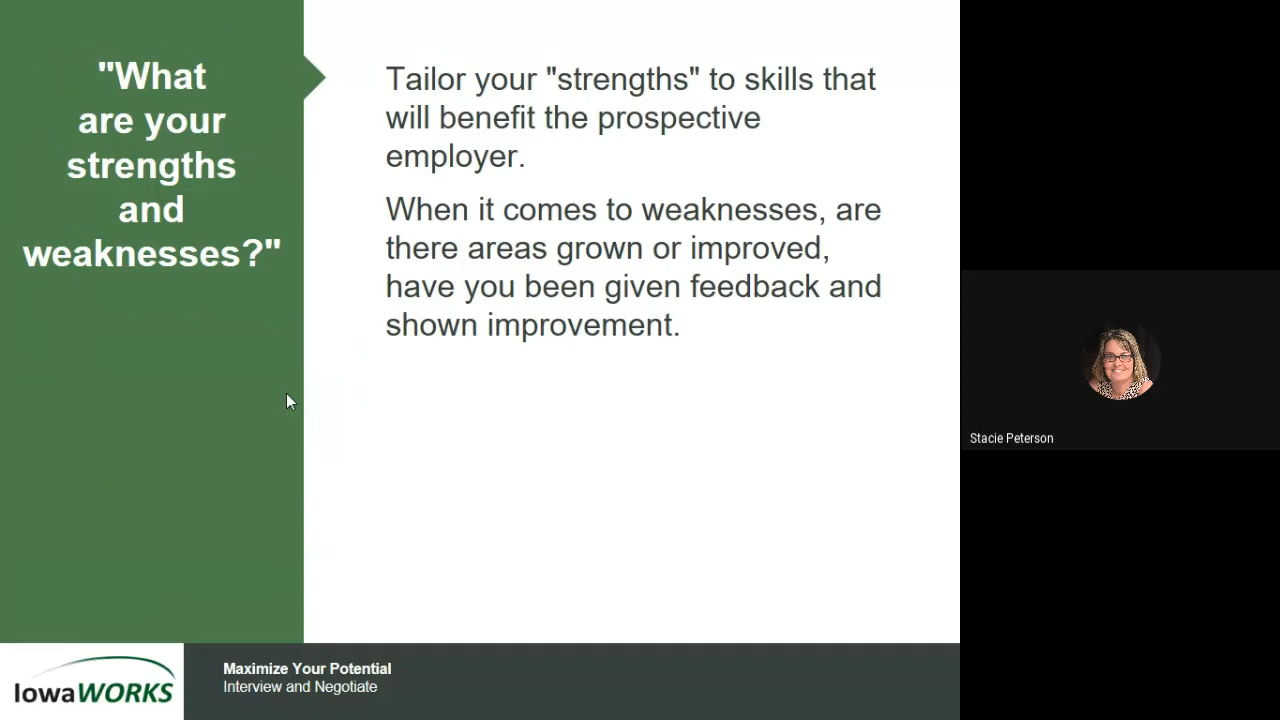 "What
are your
strengths
and
weaknesses?"
Tailor your "strengths" to skills that
will benefit the prospective
employer.
When it comes to weaknesses, are
there areas grown or improved,
have you been given feedback and
shown improvement.
Stacie Peterson
IowaWORKS
Maximize Your Potential
Interview and Negotiate